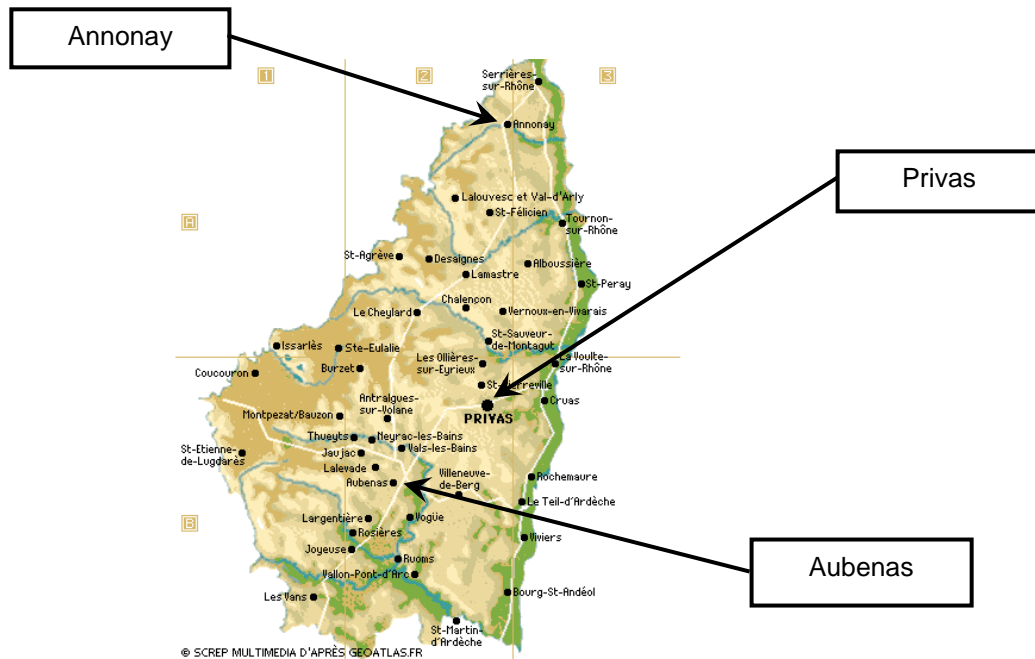 Annonay
1
2
3
Serrières-
sur-Rhône
Annonay
Privas
Lalouvesc et Val-d'Arly
St-Félicien
A
Tournon-
sur-Rhône
St-Agrève
Desaignes
Alboussière
Lamastre
St-Peray
Chalençon
Le Cheylard
Vernoux-en-Vivarais
St-Sauveur-
de-Montagut
Issarlès
Ste-Eulalie
Les Ollières-
sur-Eyrieux
La Voulte-
sur-Rhône
Burzet
Coucouron
St-Pierreville
Antraigues-
sur-Volane
Cruas
Montpezat/Bauzon
PRIVAS
Thueyts
Neyrac-les-Bains
St-Etienne-
de-Lugdarès
Jaujac
Vals-les-Bains
Lalevade
Villeneuve-
de-Berg
Rochemaure
Aubenas
Le Teil-d'Ardèche
Largentière
Vogüe
B
Rosières
Viviers
Joyeuse
Ruoms
Aubenas
Vallon-Pont-d'Arc
Les Vans
Bourg-St-Andéol
St-Martin-
d'Ardèche
© SCREP MULTIMEDIA D'APRÈS GEOATLAS.FR